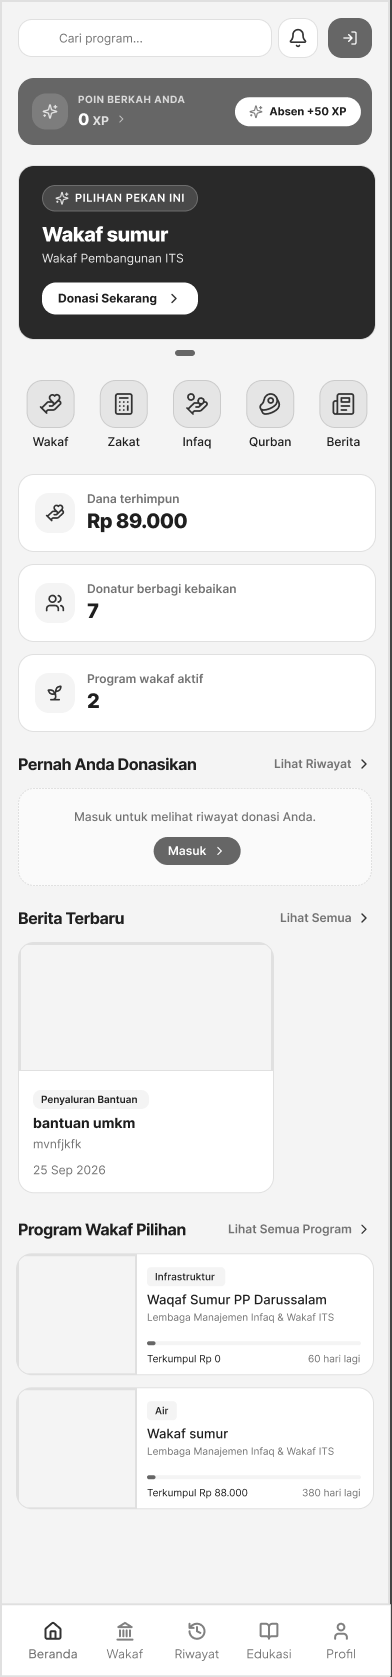 Cari program...
POIN BERKAH ANDA
0 XP
Absen +50 XP
PILIHAN PEKAN INI
Wakaf sumur
Wakaf Pembangunan ITS
Donasi Sekarang
Wakaf Zakat Infaq Qurban Berita
Dana terhimpun
Rp 89.000
Donatur berbagi kebaikan
7
Program wakaf aktif
2
Pernah Anda Donasikan Lihat Riwayat
Masuk untuk melihat riwayat donasi Anda.
Masuk
Berita Terbaru Lihat Semua
Penyaluran Bantuan
bantuan umkm
mvnfjkfk
25 Sep 2026
Program Wakaf Pilihan Lihat Semua Program
Infrastruktur
Waqaf Sumur PP Darussalam
Lembaga Manajemen Infaq & Wakaf ITS
Terkumpul Rp 0 60 hari lagi
Air
Wakaf sumur
Lembaga Manajemen Infaq & Wakaf ITS
Terkumpul Rp 88.000 380 hari lagi
Beranda Wakaf Riwayat Edukasi Profil